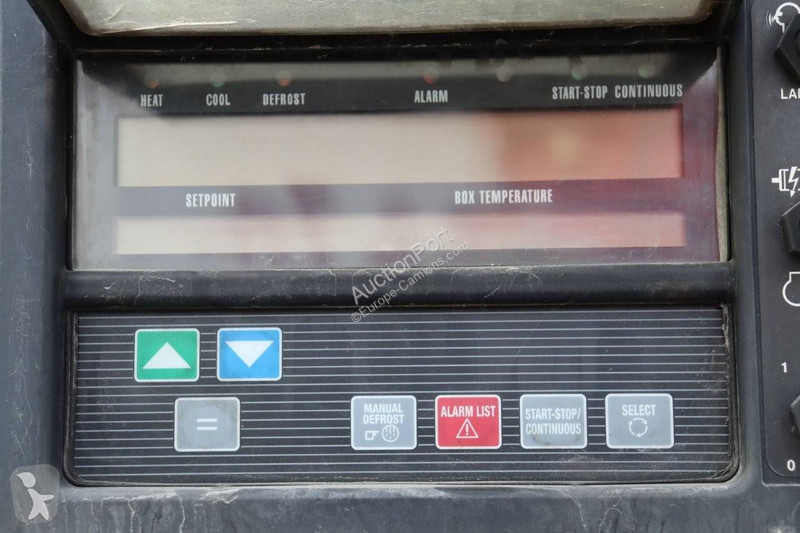 HEAT COOL DEFROST ALARM START-STOP CONTINUOUS
SETPOINT BOX TEMPERATURE
AuctionPort
©Europe-Camions.com
=
MANUAL
DEFROST
ALARM LIST
START-STOP/
CONTINUOUS
SELECT
1
0